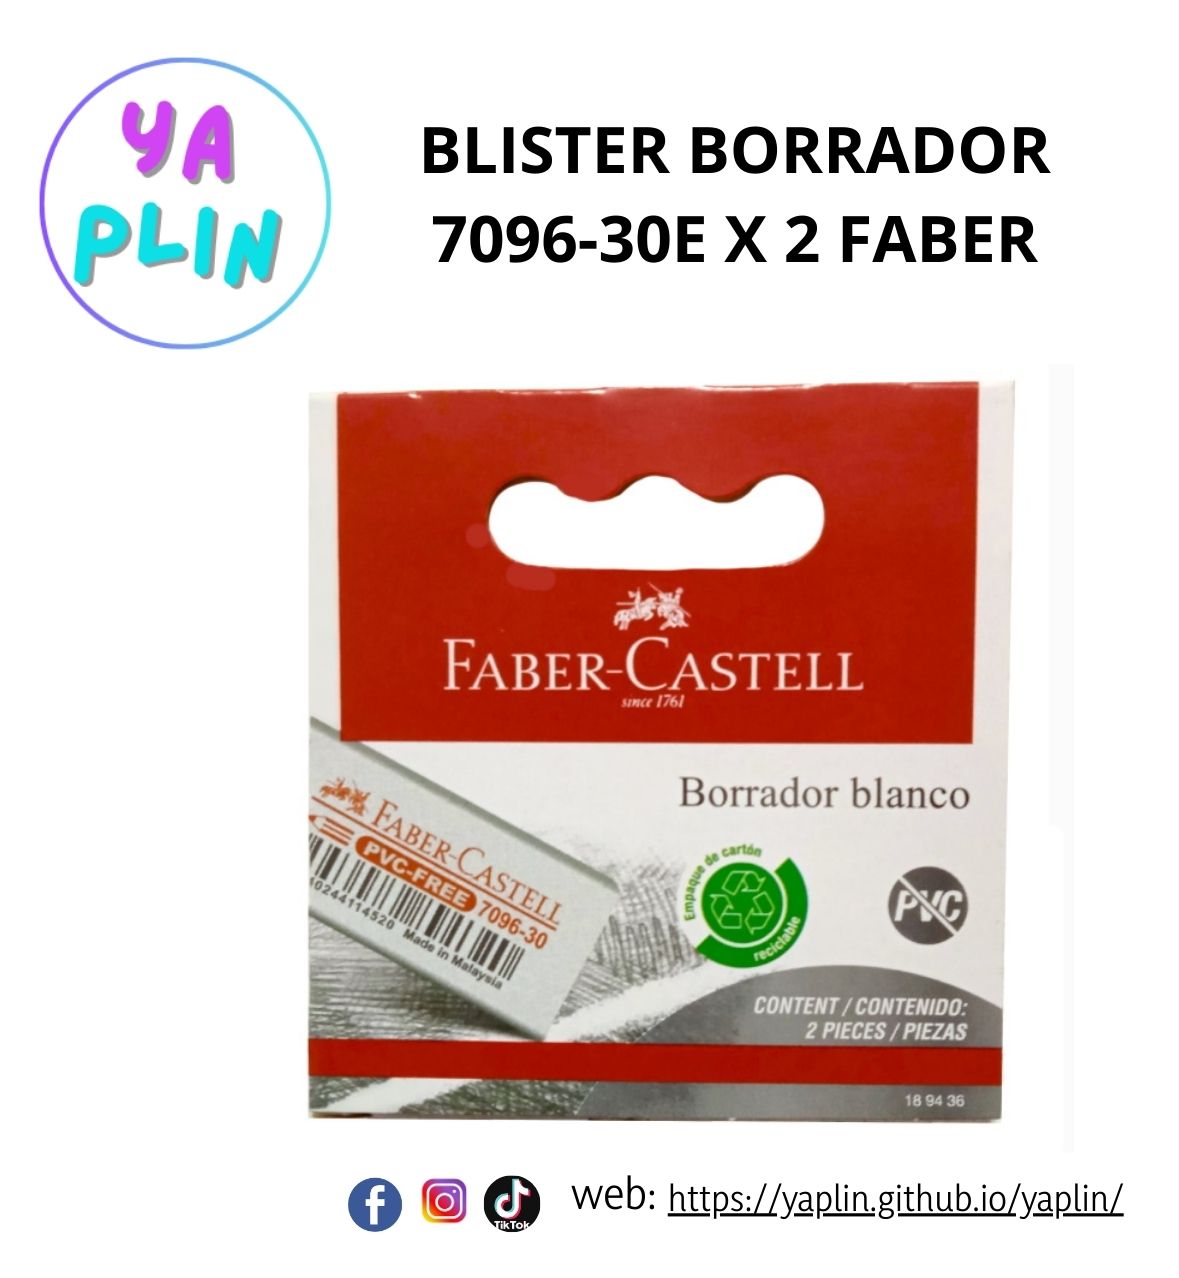 YA
PLIN
BLISTER BORRADOR
7096-30E X 2 FABER
FABER-CASTELL
since 1761
Borrador blanco
FABER-CASTELL
PVC-FREE 7096-30
Made in Malaysia
Empaque de cartón
reciclable
PVC
CONTENT / CONTENIDO:
2 PIECES / PIEZAS
18 94 36
TikTok
web: https://yaplin.github.io/yaplin/